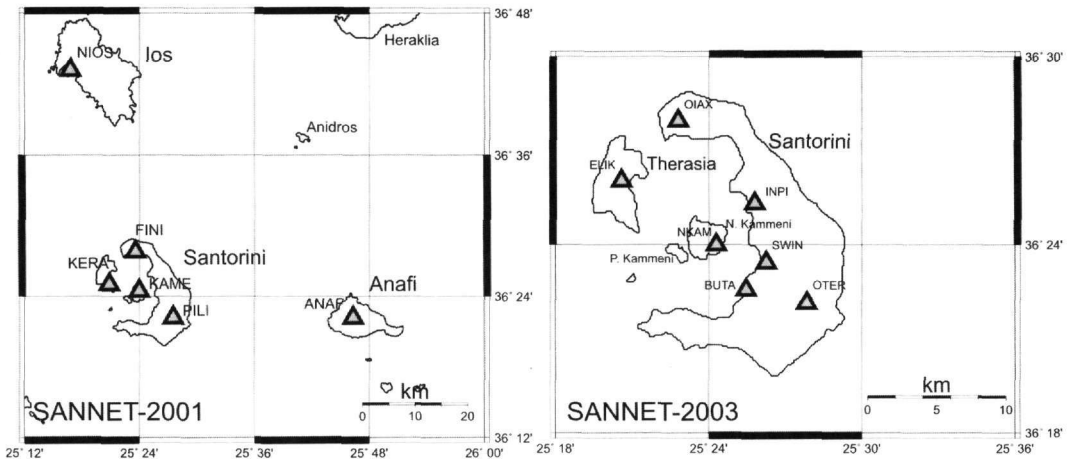 36° 48'
Heraklia
NIOS
Ios
Anidros
36° 36'
FINI
Santorini
KERA
KAME
PILI
Anafi
ANAF
36° 24'
km
0 10 20
SANNET-2001
36° 12'
25° 12'
25° 24'
25° 36'
25° 48'
26° 00'
36° 30'
OIAX
Santorini
ELIK
Therasia
INPI
N. Kammeni
NKAM
36° 24'
P. Kammeni
SWIN
BUTA
OTER
km
0 5 10
SANNET-2003
36° 18'
25° 18'
25° 24'
25° 30'
25° 36'